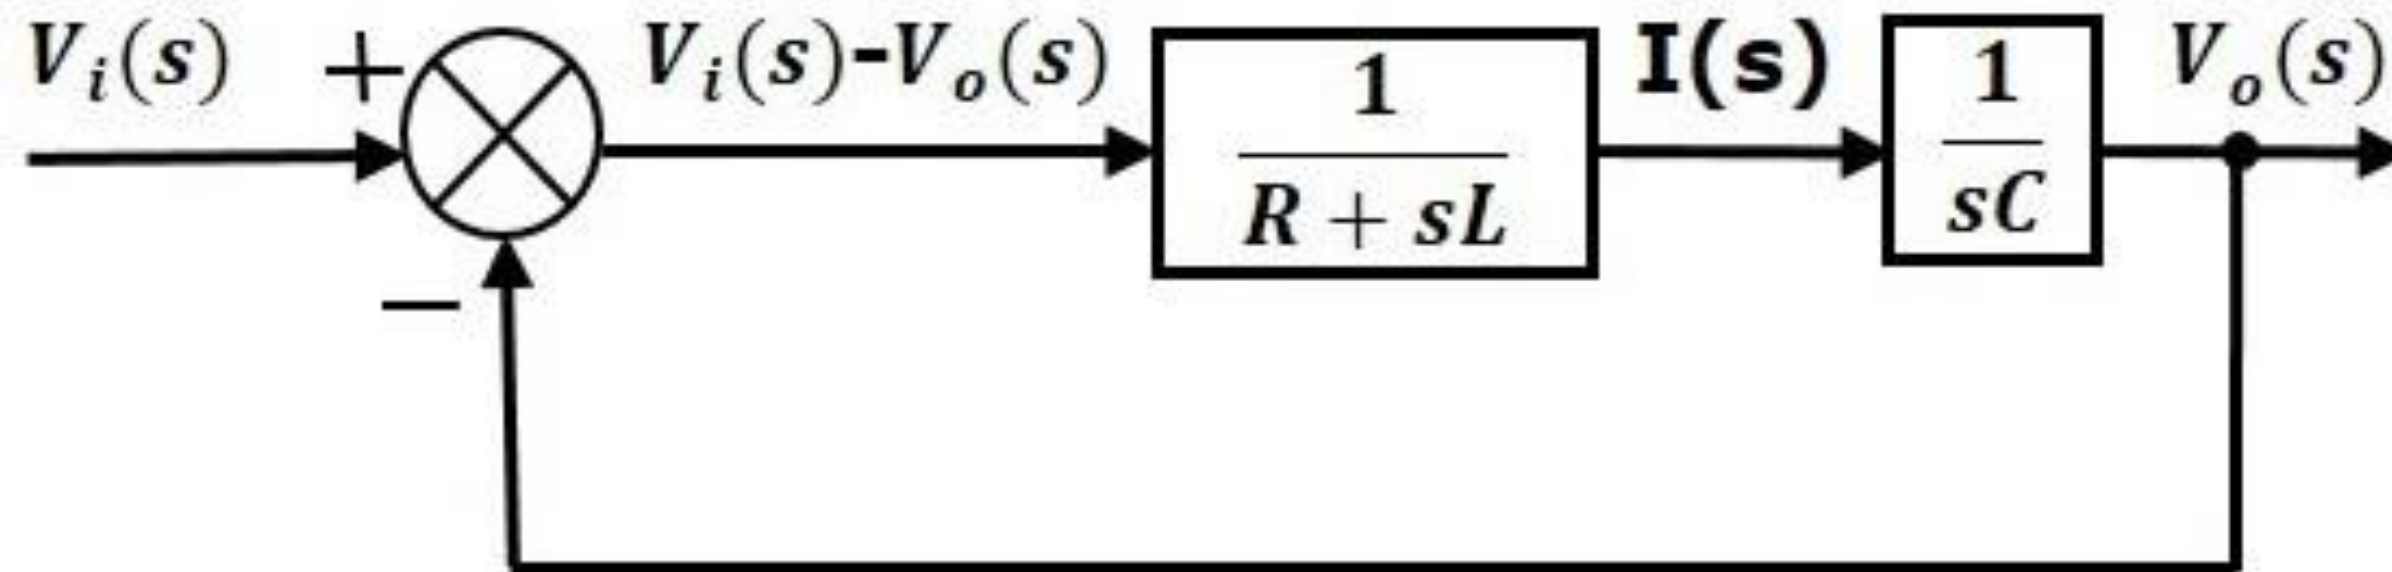 V_i(s) + V_i(s)-V_o(s) 1 I(s) 1 V_o(s)
R + sL sC
−